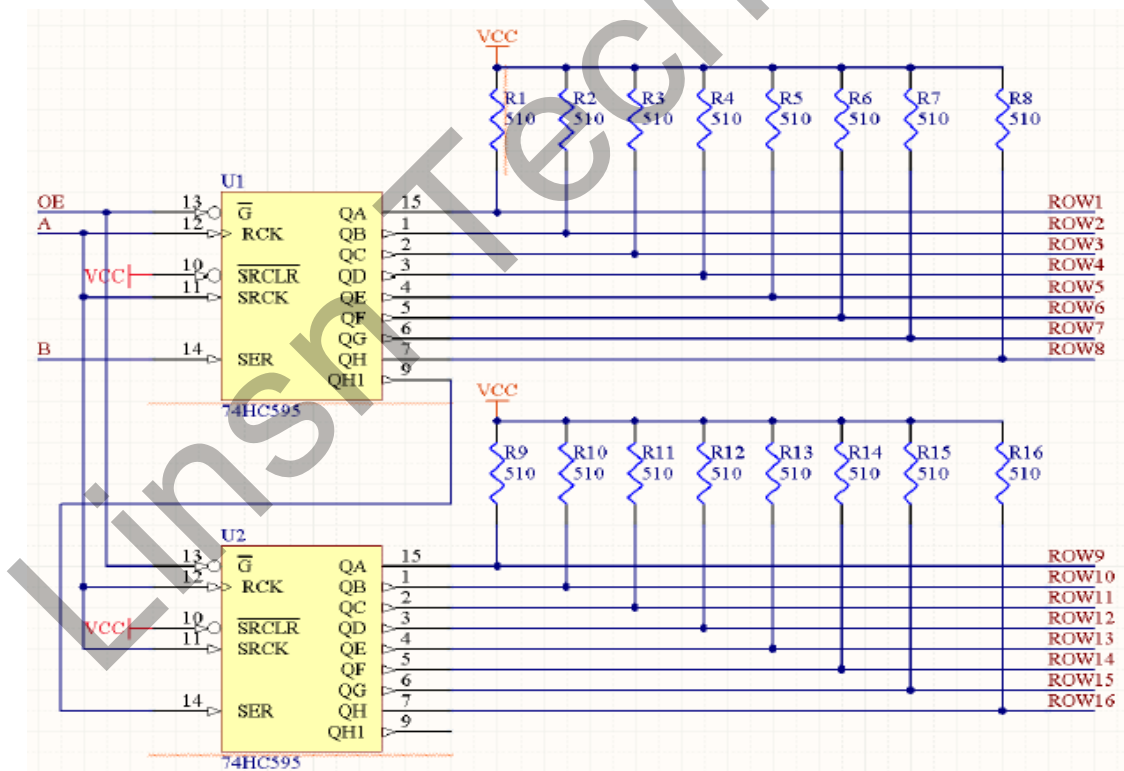 VCC
R1 R2 R3 R4 R5 R6 R7 R8
510 510 510 510 510 510 510 510
U1
OE 13 G QA 15 ROW1
A 12 RCK QB 1 ROW2
QC 2 ROW3
VCC 10 SRCLR QD 3 ROW4
11 SRCK QE 4 ROW5
QF 5 ROW6
QG 6 ROW7
B 14 SER QH 7 ROW8
QH1 9
74HC595
VCC
R9 R10 R11 R12 R13 R14 R15 R16
510 510 510 510 510 510 510 510
U2
13 G QA 15 ROW9
12 RCK QB 1 ROW10
QC 2 ROW11
VCC 10 SRCLR QD 3 ROW12
11 SRCK QE 4 ROW13
QF 5 ROW14
QG 6 ROW15
14 SER QH 7 ROW16
QH1 9
74HC595
Linsn Tech